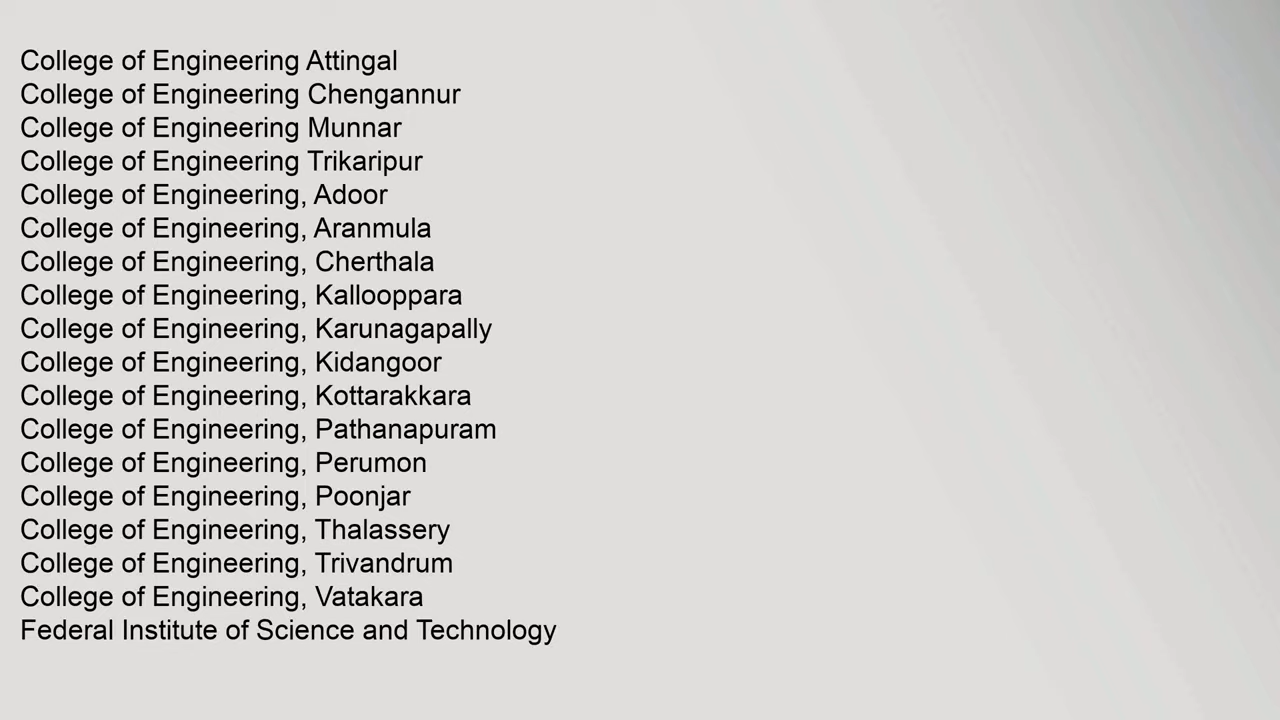 College of Engineering Attingal
College of Engineering Chengannur
College of Engineering Munnar
College of Engineering Trikaripur
College of Engineering, Adoor
College of Engineering, Aranmula
College of Engineering, Cherthala
College of Engineering, Kallooppara
College of Engineering, Karunagapally
College of Engineering, Kidangoor
College of Engineering, Kottarakkara
College of Engineering, Pathanapuram
College of Engineering, Perumon
College of Engineering, Poonjar
College of Engineering, Thalassery
College of Engineering, Trivandrum
College of Engineering, Vatakara
Federal Institute of Science and Technology